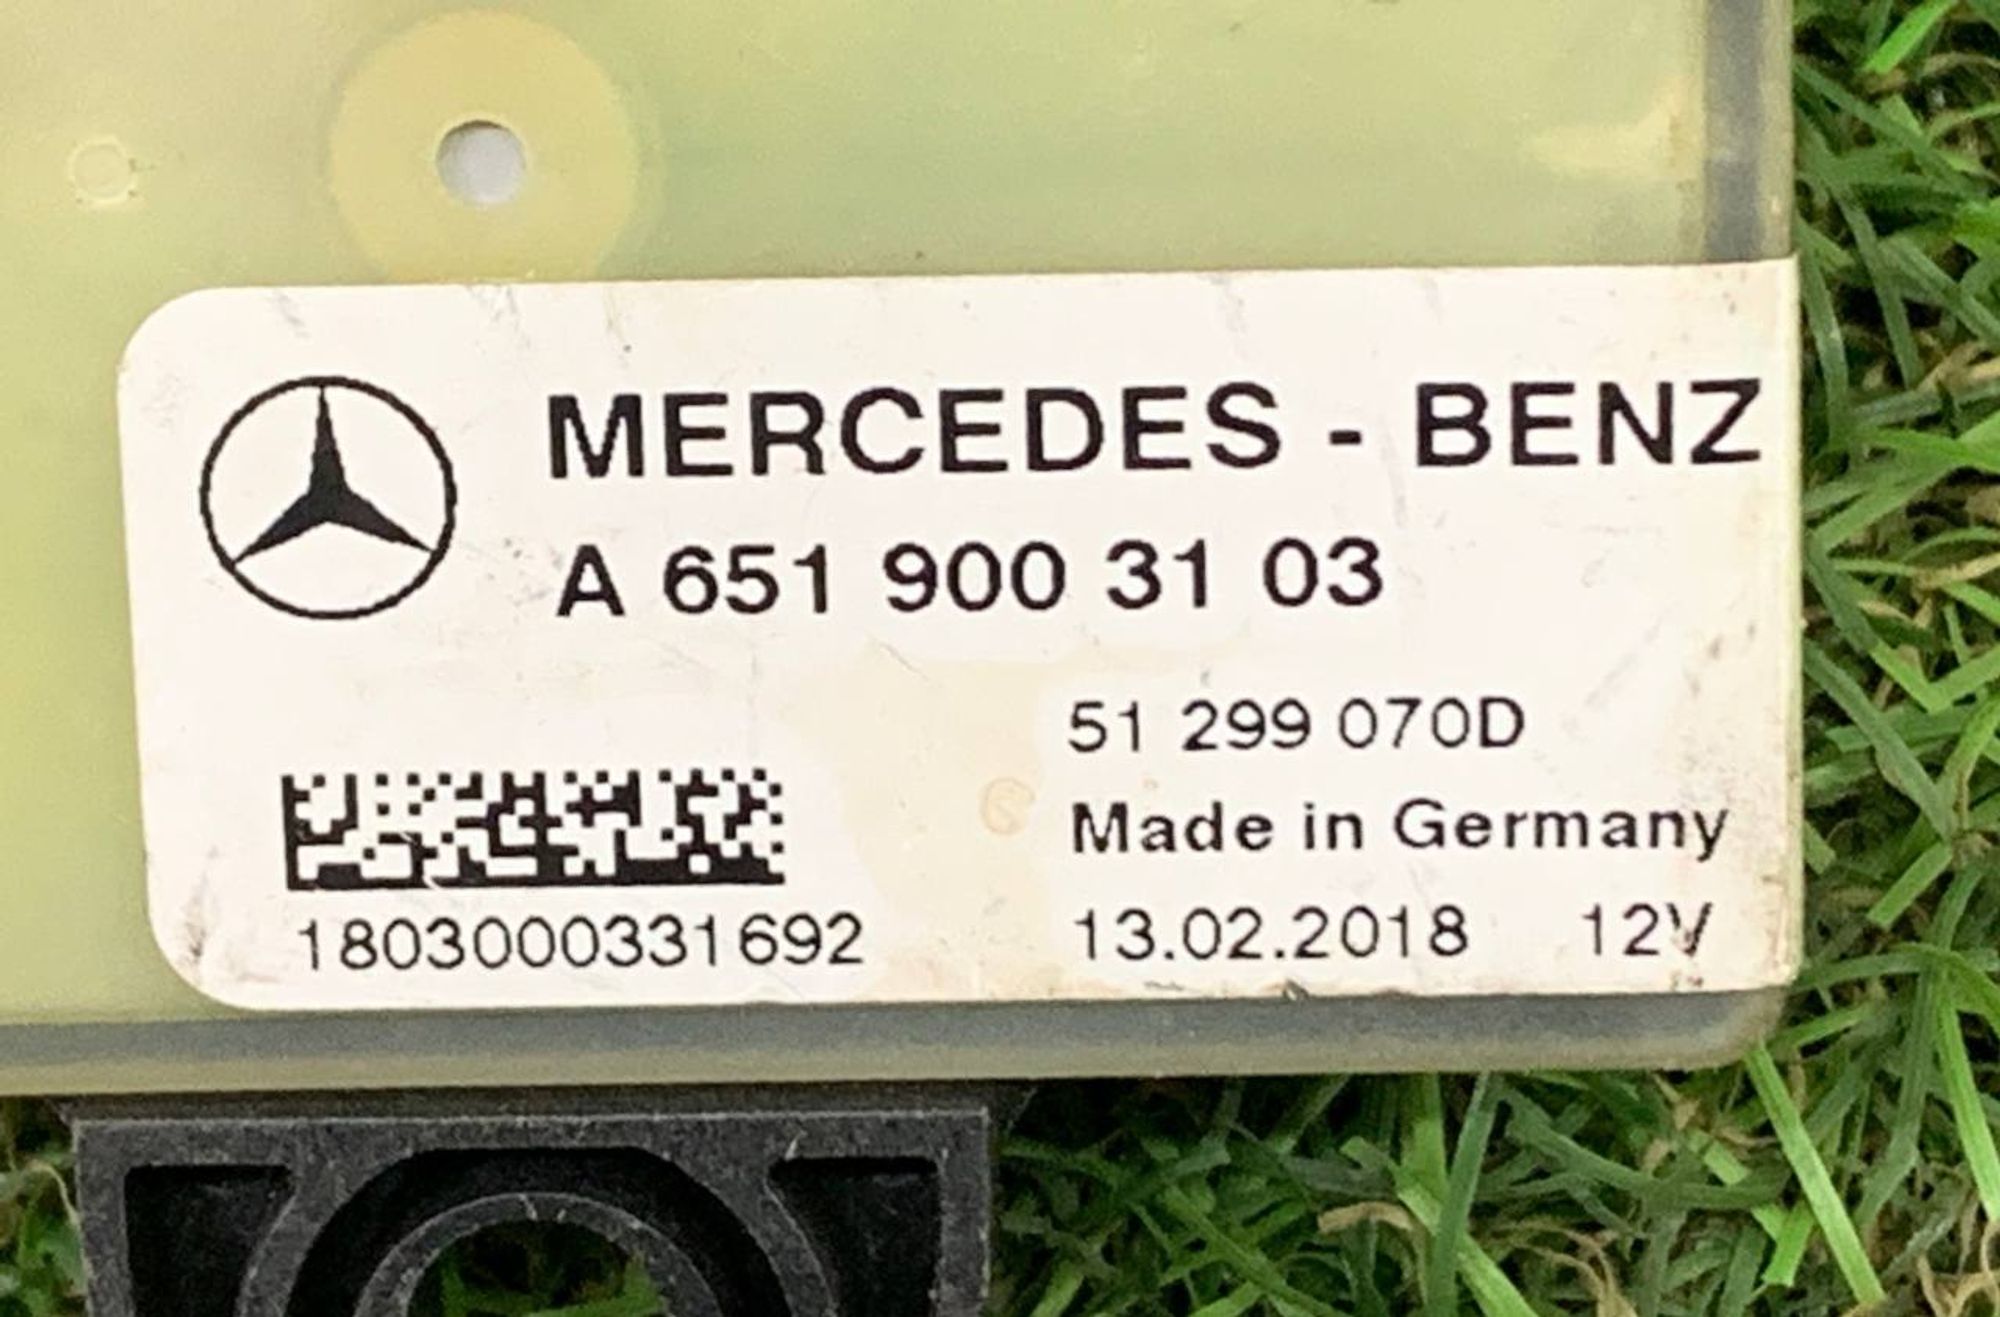 MERCEDES - BENZ
A 651 900 31 03
51 299 070D
Made in Germany
1803000331692
13.02.2018 12V